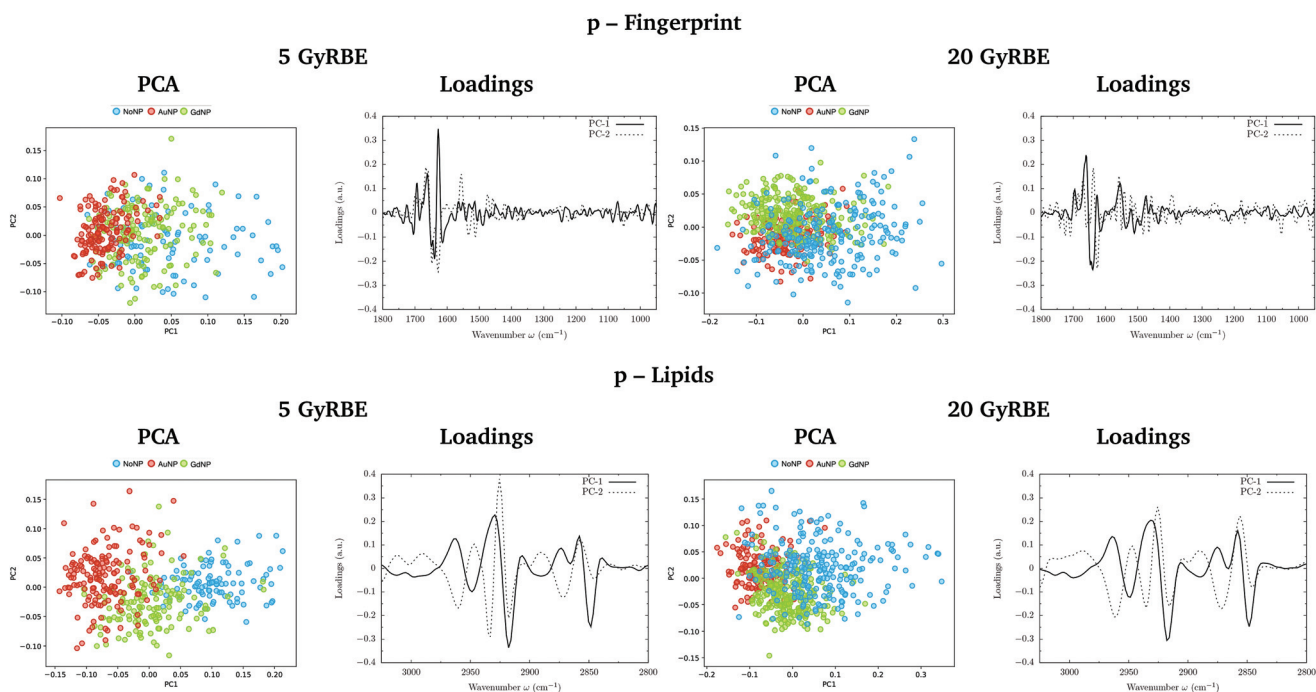 p – Fingerprint
5 GyRBE
20 GyRBE
PCA
Loadings
PCA
Loadings
NoNP AuNP GdNP
0.15
0.10
0.05
0.00
−0.05
−0.10
PC2
−0.10 −0.05 0.00 0.05 0.10 0.15 0.20
PC1
PC-1
PC-2
0.4
0.3
0.2
0.1
0
−0.1
−0.2
−0.3
−0.4
Loadings (a.u.)
1800 1700 1600 1500 1400 1300 1200 1100 1000
Wavenumber ω (cm⁻¹)
NoNP AuNP GdNP
0.15
0.10
0.05
0.00
−0.05
−0.10
PC2
−0.2 −0.1 0.0 0.1 0.2 0.3
PC1
PC-1
PC-2
0.4
0.3
0.2
0.1
0
−0.1
−0.2
−0.3
−0.4
Loadings (a.u.)
1800 1700 1600 1500 1400 1300 1200 1100 1000
Wavenumber ω (cm⁻¹)
p – Lipids
5 GyRBE
20 GyRBE
PCA
Loadings
PCA
Loadings
NoNP AuNP GdNP
0.15
0.10
0.05
0.00
−0.05
−0.10
PC2
−0.15 −0.10 −0.05 0.00 0.05 0.10 0.15 0.20
PC1
PC-1
PC-2
0.4
0.3
0.2
0.1
0
−0.1
−0.2
−0.3
−0.4
Loadings (a.u.)
3000 2950 2900 2850 2800
Wavenumber ω (cm⁻¹)
NoNP AuNP GdNP
0.15
0.10
0.05
0.00
−0.05
−0.10
−0.15
PC2
−0.2 −0.1 0.0 0.1 0.2 0.3
PC1
PC-1
PC-2
0.4
0.3
0.2
0.1
0
−0.1
−0.2
−0.3
−0.4
Loadings (a.u.)
3000 2950 2900 2850 2800
Wavenumber ω (cm⁻¹)